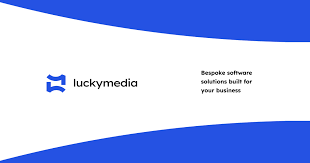 luckymedia
Bespoke software
solutions built for
your business